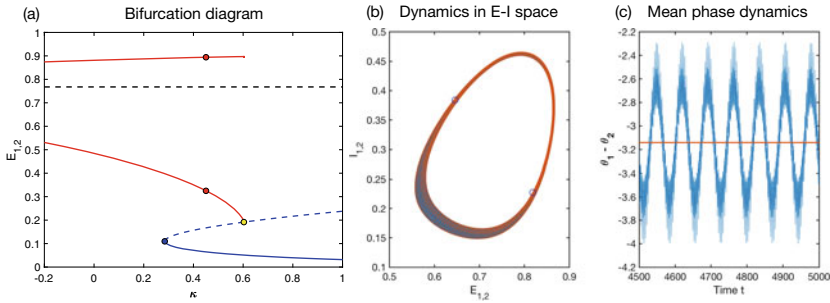 (a) Bifurcation diagram
1
0.9
0.8
0.7
0.6
0.5
0.4
0.3
0.2
0.1
0
E1,2
-0.2 0 0.2 0.4 0.6 0.8 1
κ
(b) Dynamics in E-I space
0.5
0.45
0.4
0.35
0.3
0.25
0.2
0.15
0.1
I1,2
0.5 0.6 0.7 0.8 0.9
E1,2
(c) Mean phase dynamics
-2.2
-2.4
-2.6
-2.8
-3
-3.2
-3.4
-3.6
-3.8
-4
-4.2
θ1 - θ2
4500 4600 4700 4800 4900 5000
Time t